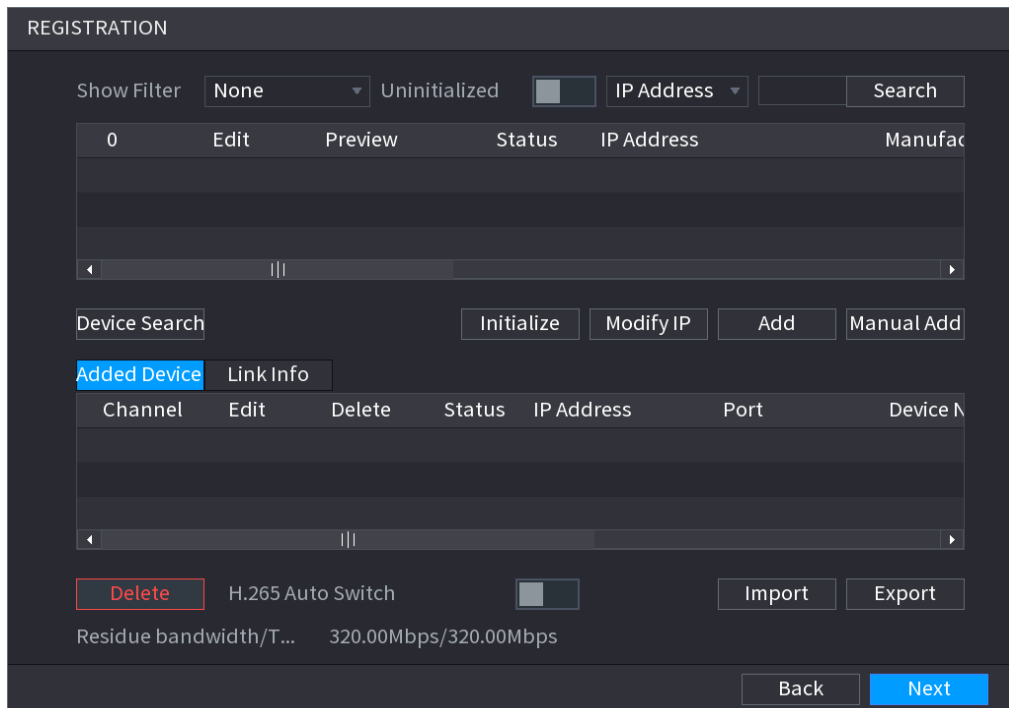 REGISTRATION
Show Filter None Uninitialized IP Address Search
0 Edit Preview Status IP Address Manufac
Device Search Initialize Modify IP Add Manual Add
Added Device Link Info
Channel Edit Delete Status IP Address Port Device N
Delete H.265 Auto Switch Import Export
Residue bandwidth/T... 320.00Mbps/320.00Mbps
Back Next